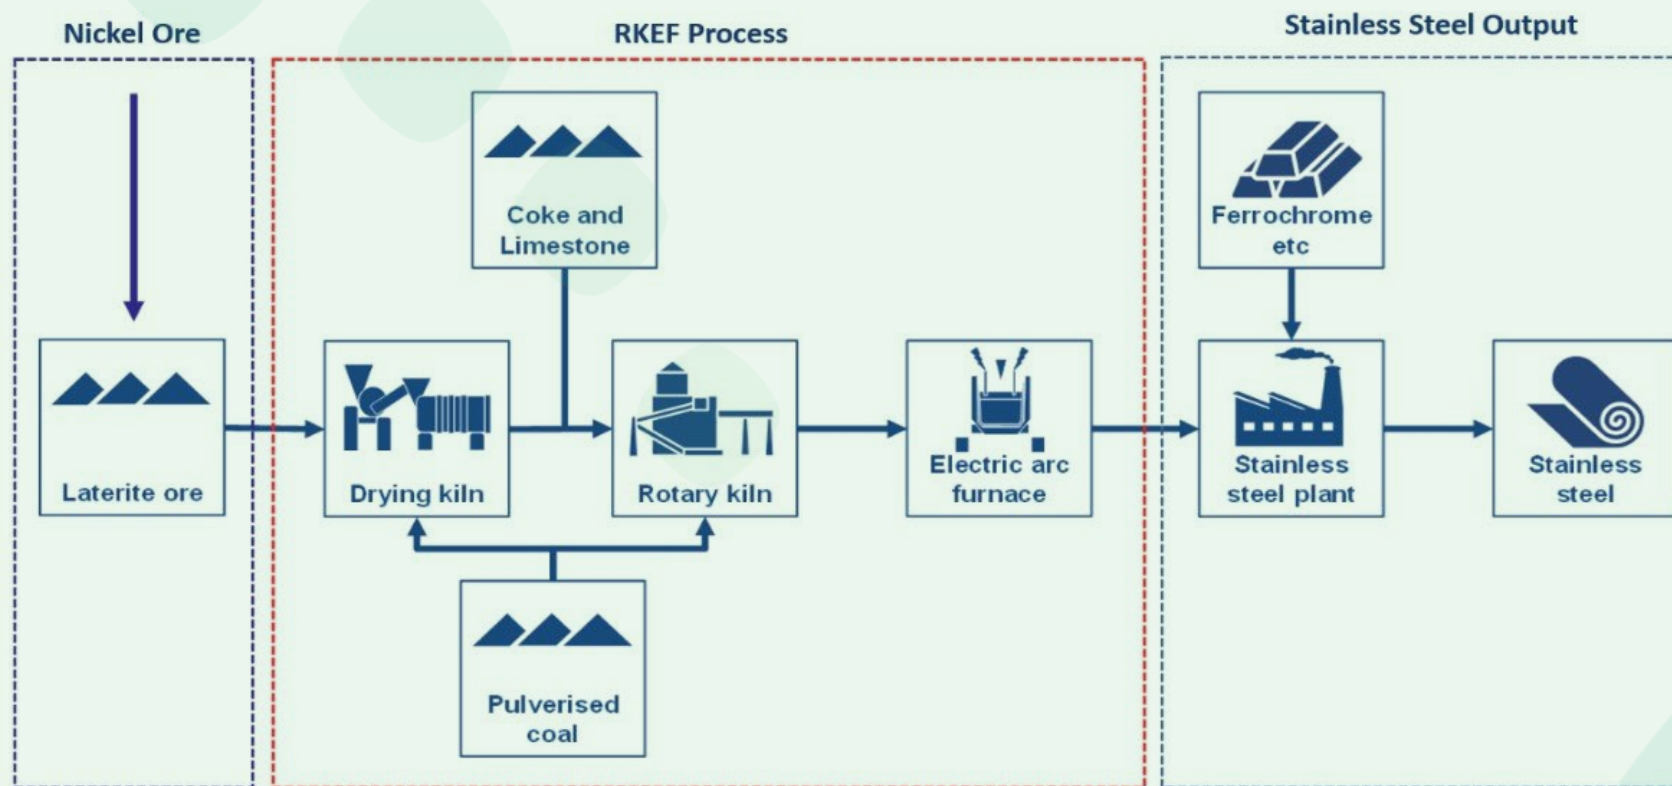 Nickel Ore
RKEF Process
Stainless Steel Output
Coke and
Limestone
Ferrochrome
etc
Laterite ore
Drying kiln
Rotary kiln
Electric arc
furnace
Stainless
steel plant
Stainless
steel
Pulverised
coal